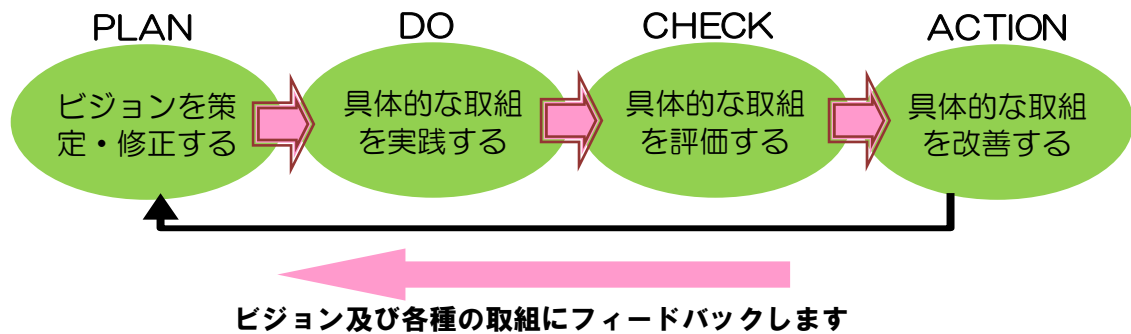 PLAN
DO
CHECK
ACTION
ビジョンを策
定・修正する
具体的な取組
を実践する
具体的な取組
を評価する
具体的な取組
を改善する
ビジョン及び各種の取組にフィードバックします